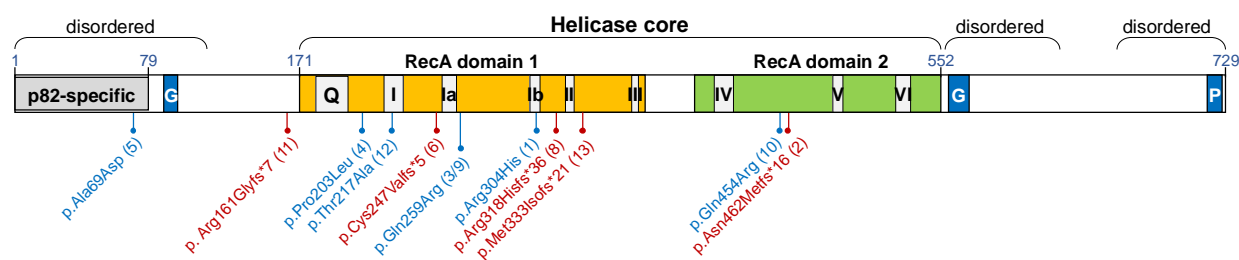 disordered
Helicase core
disordered
disordered
1
79
171
RecA domain 1
RecA domain 2
552
729
p82-specific
G
Q
I
Ia
Ib
II
III
IV
V
VI
G
P
p.Ala69Asp (5)
p. Arg161Glyfs*7 (11)
p.Pro203Leu (4)
p.Thr217Ala (12)
p.Cys247Valfs*5 (6)
p.Gln259Arg (3/9)
p.Arg304His (1)
p.Arg318Hisfs*36 (8)
p.Met333Isofs*21 (13)
p.Gln454Arg (10)
p.Asn462Metfs*16 (2)